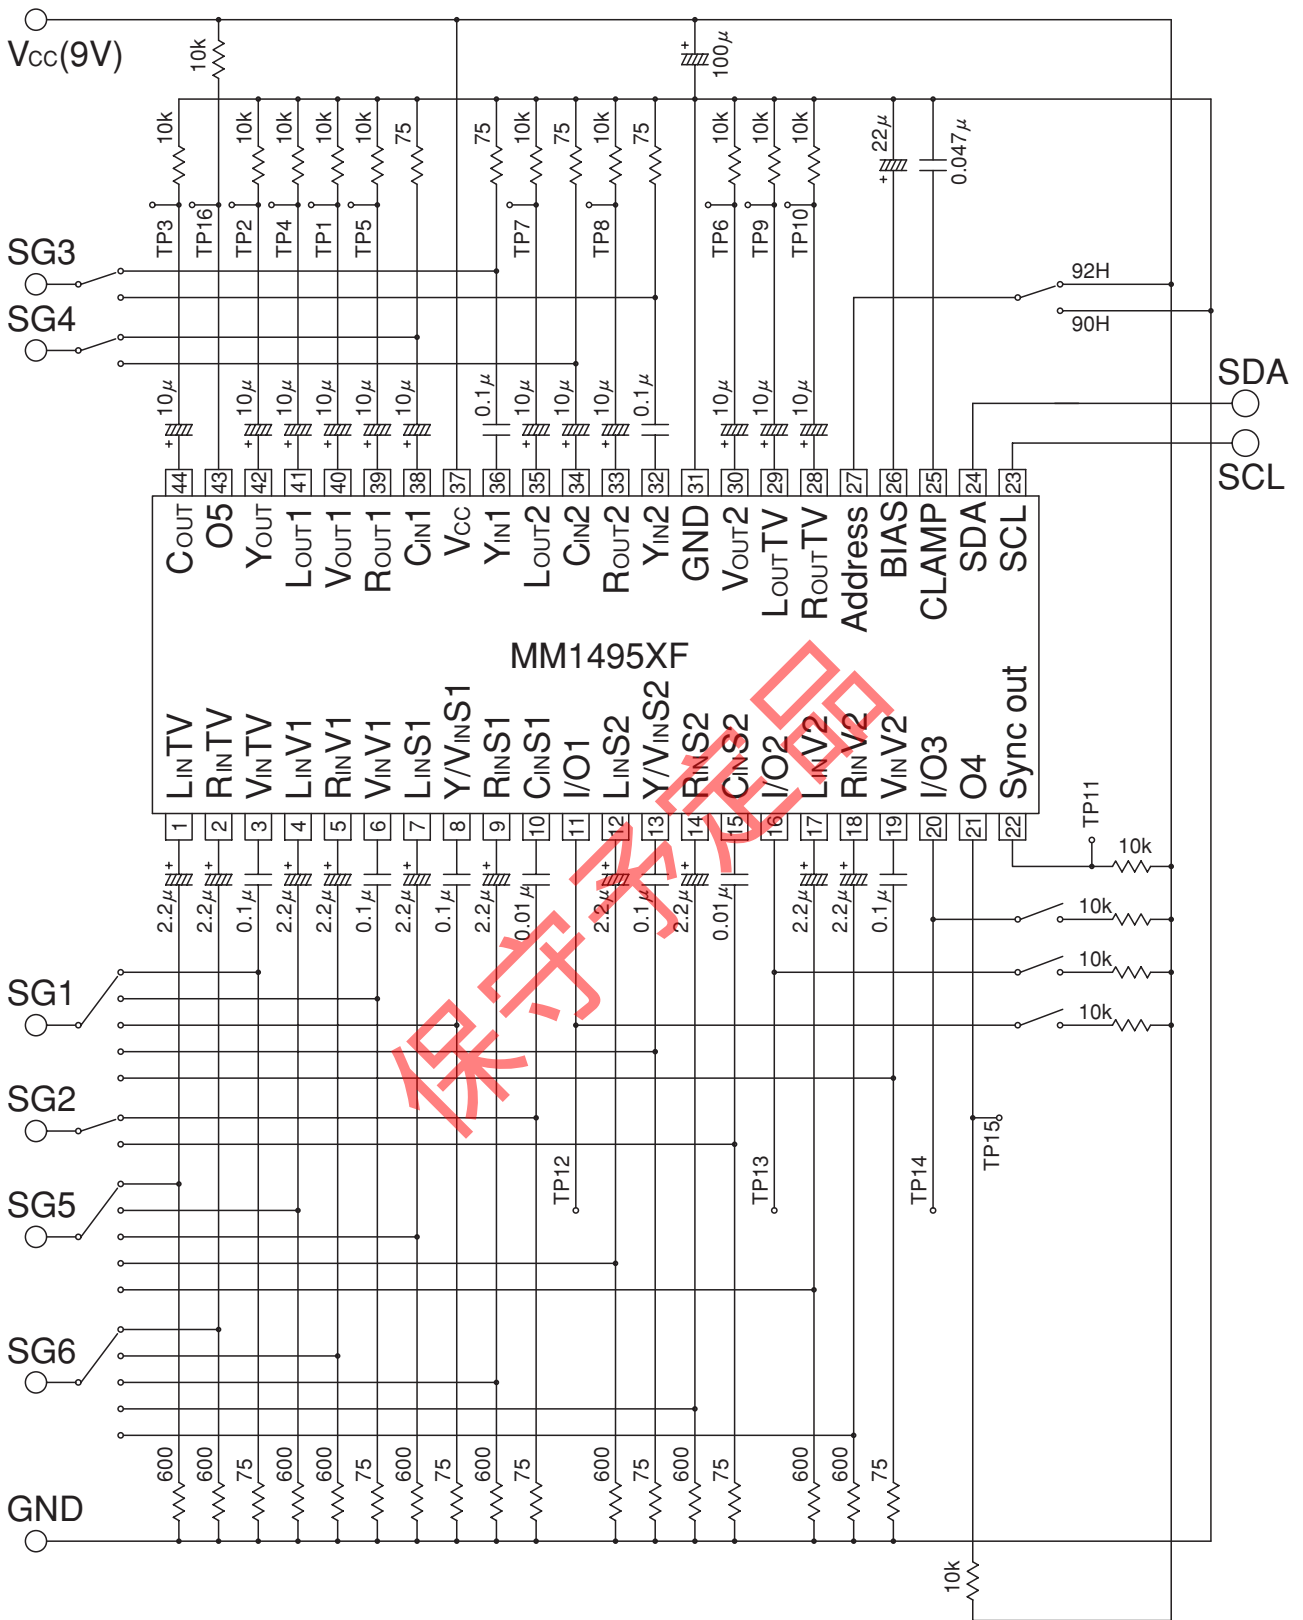 Vcc(9V)
10k
100μ
10k
10k
10k
10k
10k
75
75
10k
75
10k
75
10k
10k
10k
22μ
0.047μ
TP3
TP16
TP2
TP4
TP1
TP5
TP7
TP8
TP6
TP9
TP10
SG3
SG4
92H
90H
SDA
SCL
10μ
10μ
10μ
10μ
10μ
10μ
0.1μ
10μ
10μ
10μ
0.1μ
10μ
10μ
10μ
44
43
42
41
40
39
38
37
36
35
34
33
32
31
30
29
28
27
26
25
24
23
COUT
O5
YOUT
LOUT1
VOUT1
ROUT1
CIN1
VCC
YIN1
LOUT2
CIN2
ROUT2
YIN2
GND
VOUT2
LOUTTV
ROUTTV
Address
BIAS
CLAMP
SDA
SCL
MM1495XF
LINTV
RINTV
VINTV
LINV1
RINV1
VINV1
LINS1
Y/VINS1
RINS1
CINS1
I/O1
LINS2
Y/VINS2
RINS2
CINS2
I/O2
LINV2
RINV2
VINV2
I/O3
O4
Sync out
1
2
3
4
5
6
7
8
9
10
11
12
13
14
15
16
17
18
19
20
21
22
2.2μ
2.2μ
0.1μ
2.2μ
2.2μ
0.1μ
2.2μ
0.1μ
2.2μ
0.01μ
2.2μ
0.1μ
2.2μ
0.01μ
2.2μ
2.2μ
0.1μ
TP11
10k
10k
10k
10k
保守予定品
SG1
SG2
SG5
SG6
TP12
TP13
TP14
TP15
600
600
75
600
600
75
600
75
600
75
600
75
600
75
600
600
75
GND
10k